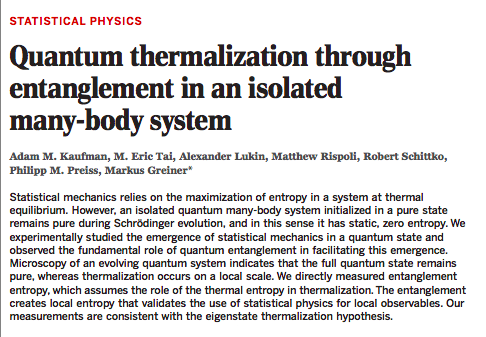 STATISTICAL PHYSICS
Quantum thermalization through
entanglement in an isolated
many-body system
Adam M. Kaufman, M. Eric Tai, Alexander Lukin, Matthew Rispoli, Robert Schittko,
Philipp M. Preiss, Markus Greiner*
Statistical mechanics relies on the maximization of entropy in a system at thermal
equilibrium. However, an isolated quantum many-body system initialized in a pure state
remains pure during Schrödinger evolution, and in this sense it has static, zero entropy. We
experimentally studied the emergence of statistical mechanics in a quantum state and
observed the fundamental role of quantum entanglement in facilitating this emergence.
Microscopy of an evolving quantum system indicates that the full quantum state remains
pure, whereas thermalization occurs on a local scale. We directly measured entanglement
entropy, which assumes the role of the thermal entropy in thermalization. The entanglement
creates local entropy that validates the use of statistical physics for local observables. Our
measurements are consistent with the eigenstate thermalization hypothesis.